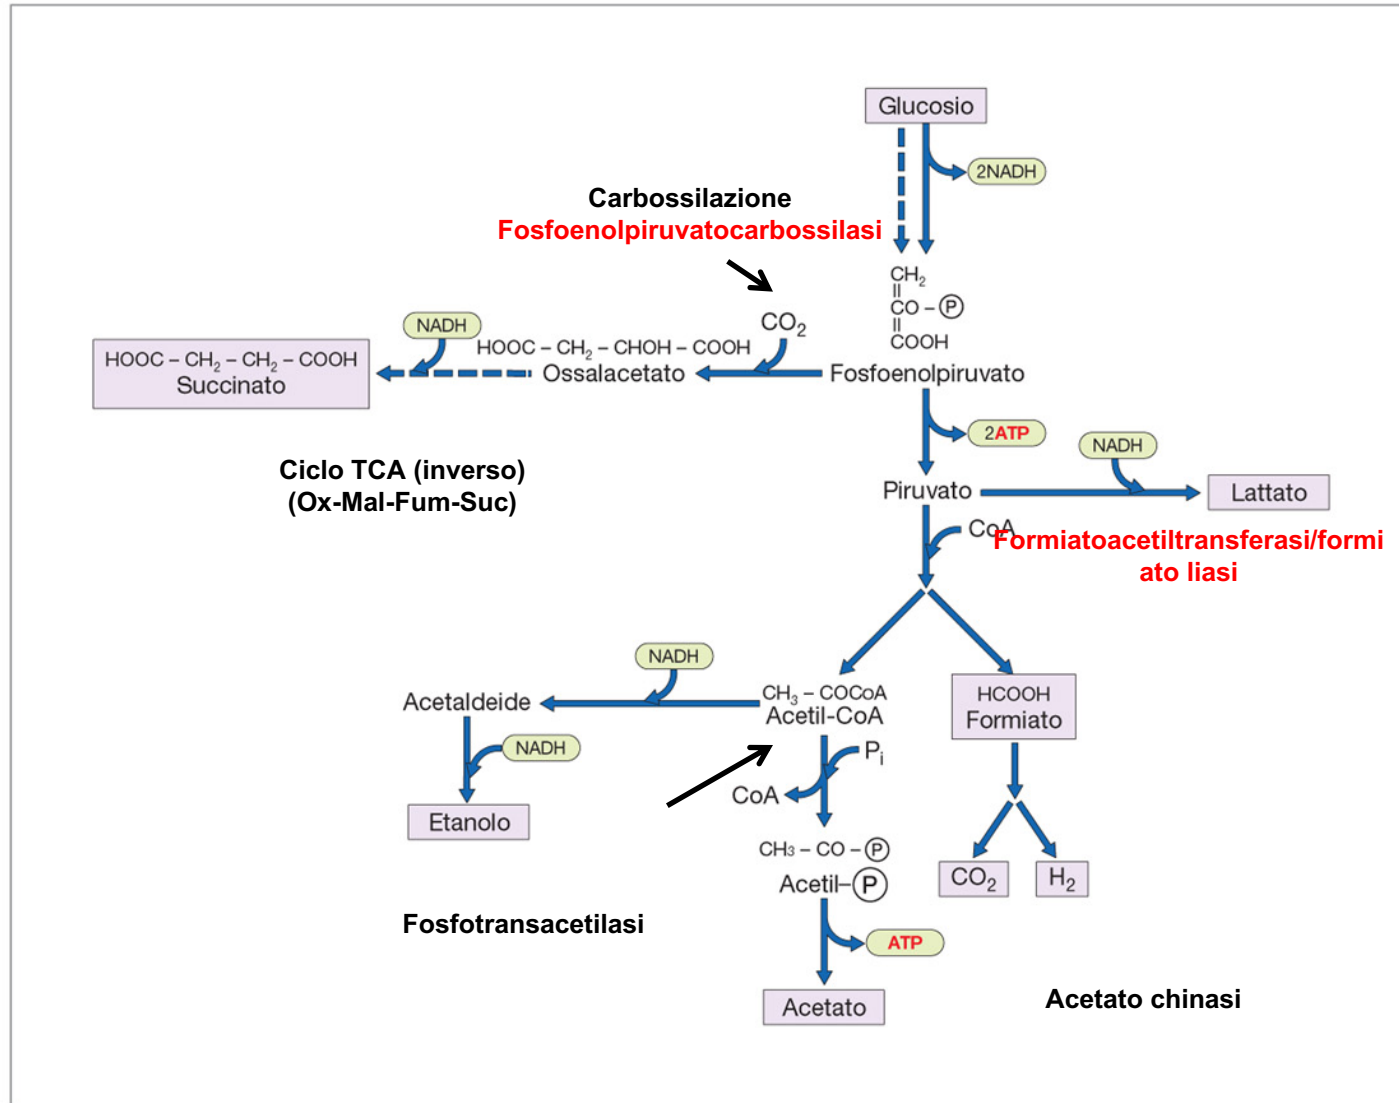 Glucosio
2NADH
Carbossilazione
Fosfoenolpiruvatocarbossilasi
CH₂
CO – P
COOH
Fosfoenolpiruvato
CO₂
HOOC – CH₂ – CHOH – COOH
Ossalacetato
NADH
HOOC – CH₂ – CH₂ – COOH
Succinato
Ciclo TCA (inverso)
(Ox-Mal-Fum-Suc)
2ATP
NADH
Piruvato
Lattato
CoA
Formiatoacetiltransferasi/formi
ato liasi
NADH
Acetaldeide
CH₃ – COCoA
Acetil-CoA
HCOOH
Formiato
NADH
Pᵢ
CoA
Etanolo
CH₃ – CO – P
Acetil–P
CO₂
H₂
Fosfotransacetilasi
ATP
Acetato
Acetato chinasi